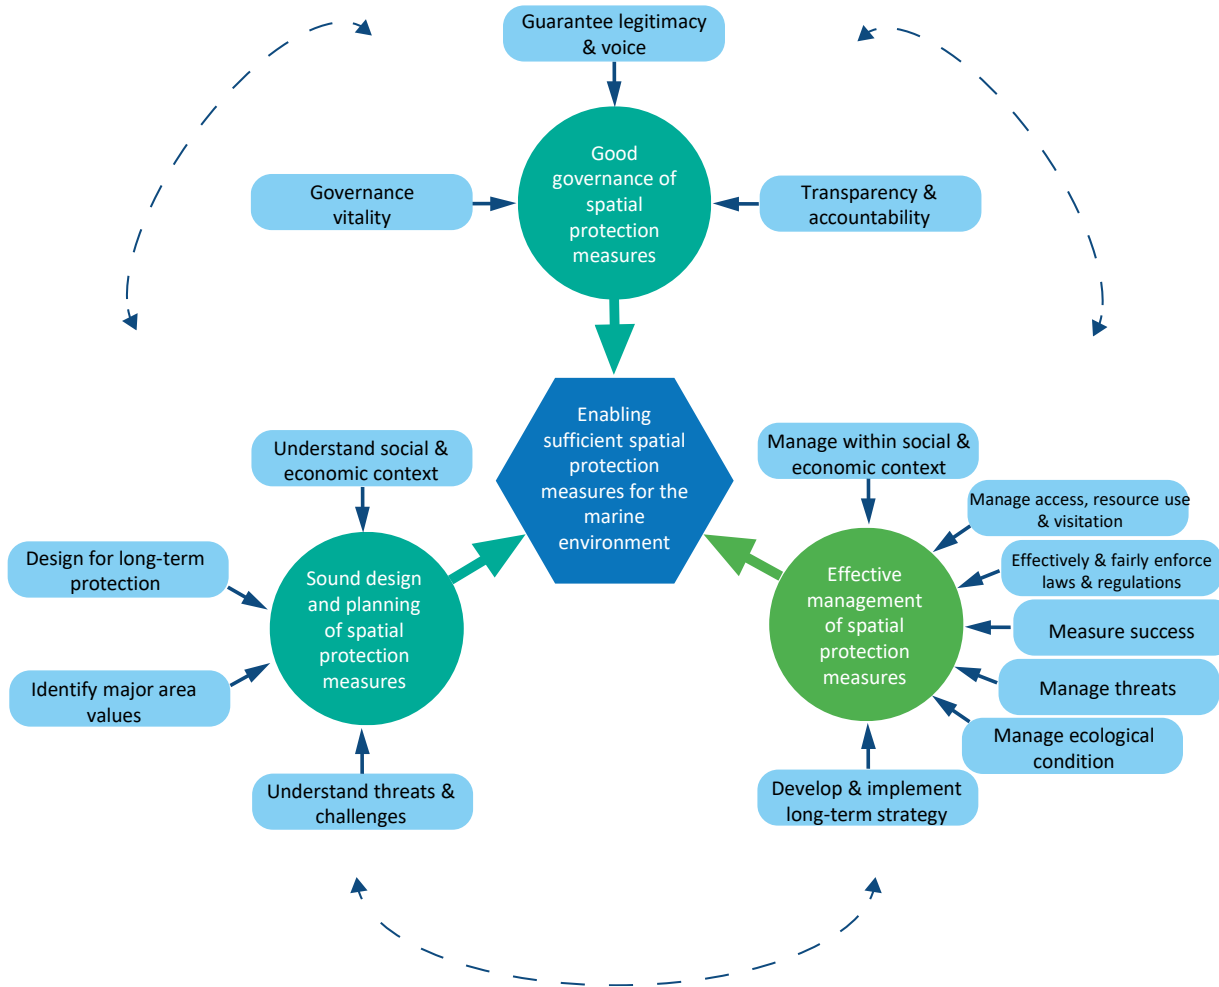 Guarantee legitimacy
& voice
Good
governance of
spatial
protection
measures
Governance
vitality
Transparency &
accountability
Enabling
sufficient spatial
protection
measures for the
marine
environment
Understand social &
economic context
Design for long-term
protection
Sound design
and planning
of spatial
protection
measures
Identify major area
values
Understand threats &
challenges
Manage within social &
economic context
Manage access, resource use
& visitation
Effectively & fairly enforce
laws & regulations
Effective
management
of spatial
protection
measures
Measure success
Manage threats
Manage ecological
condition
Develop & implement
long-term strategy